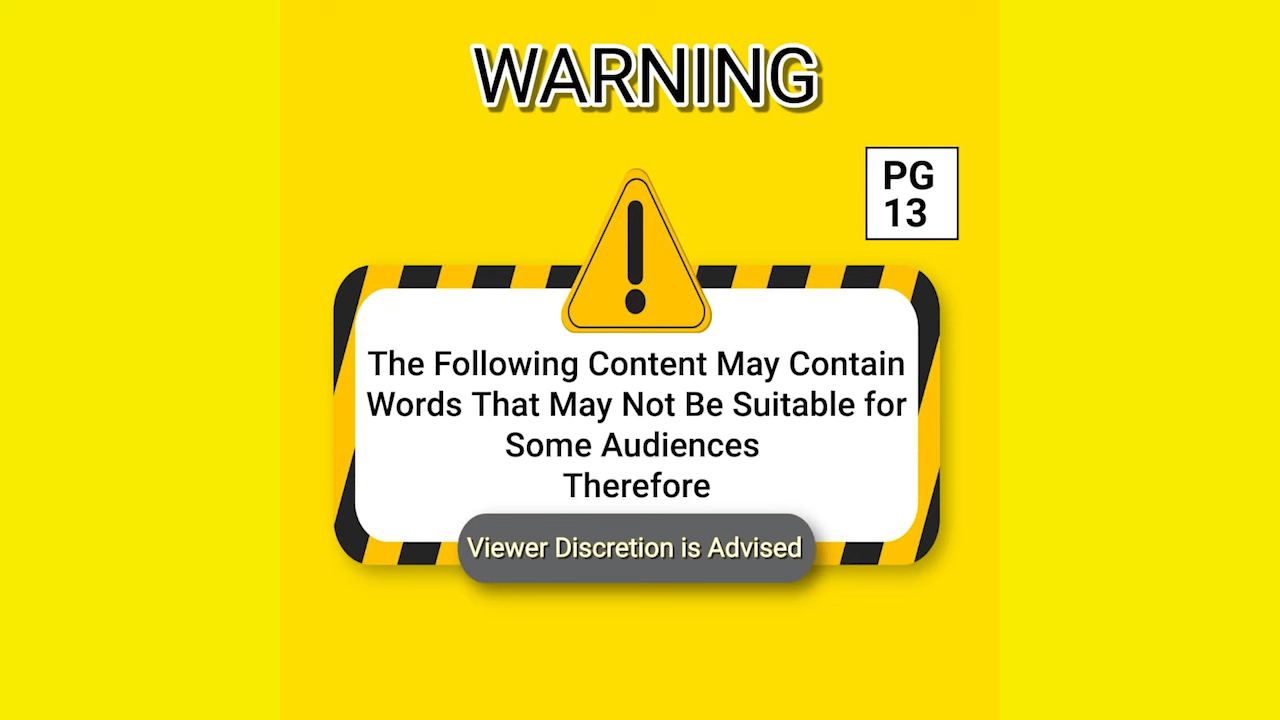 WARNING
PG
13
The Following Content May Contain
Words That May Not Be Suitable for
Some Audiences
Therefore
Viewer Discretion is Advised